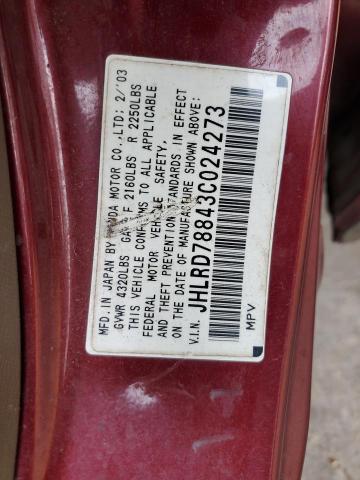 MFD.IN JAPAN BY HONDA MOTOR CO.,LTD: 2/'03
GVWR 4320LBS GAWR F 2160LBS R 2250LBS
THIS VEHICLE CONFORMS TO ALL APPLICABLE
FEDERAL MOTOR VEHICLE SAFETY,
AND THEFT PREVENTION STANDARDS IN EFFECT
ON THE DATE OF MANUFACTURE SHOWN ABOVE:
V.I.N. JHLRD78843C024273
MPV